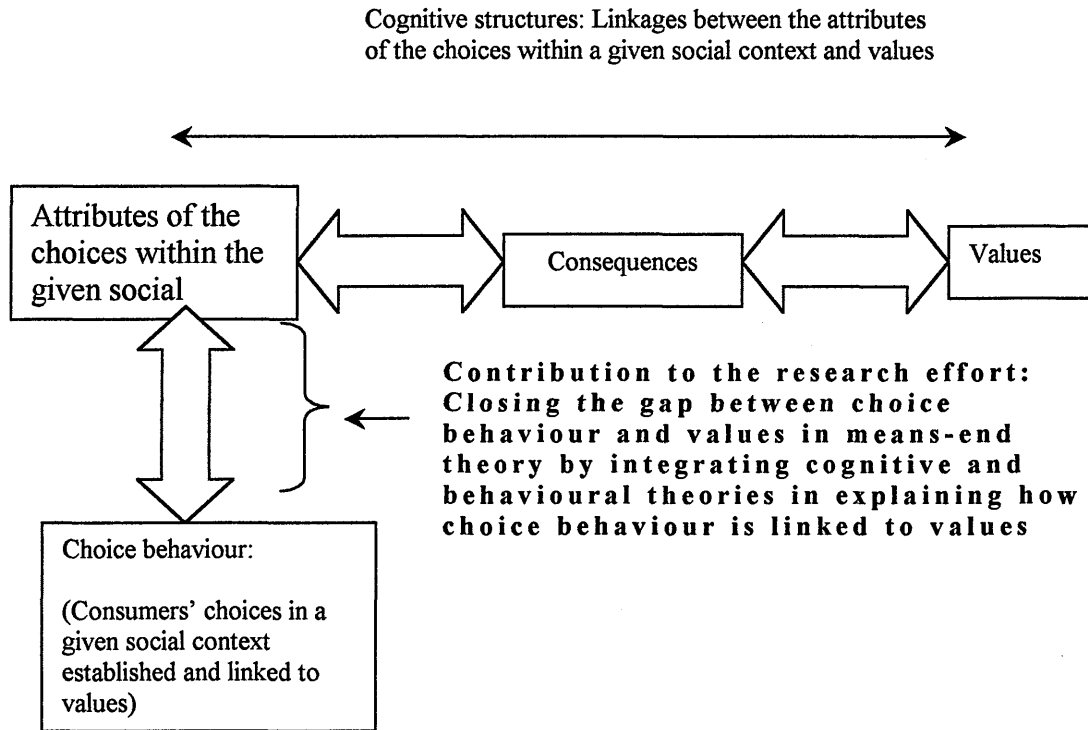 Cognitive structures: Linkages between the attributes
of the choices within a given social context and values
Attributes of the
choices within the
given social
Consequences
Values
Contribution to the research effort:
Closing the gap between choice
behaviour and values in means-end
theory by integrating cognitive and
behavioural theories in explaining how
choice behaviour is linked to values
Choice behaviour:
(Consumers' choices in a
given social context
established and linked to
values)